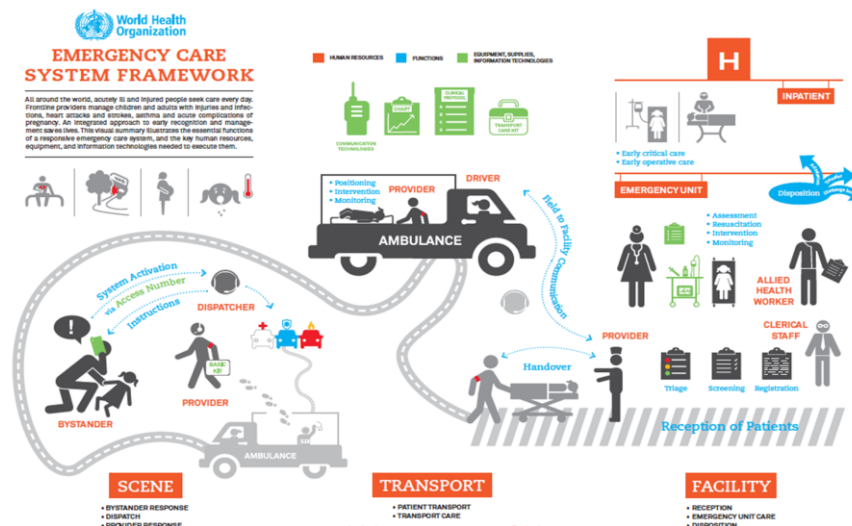 World Health
Organization
EMERGENCY CARE
SYSTEM FRAMEWORK
All around the world, acutely ill and injured people seek care every day.
Frontline providers manage children and adults with injuries and infec-
tions, heart attacks and strokes, asthma and acute complications of
pregnancy. An integrated approach to early recognition and manage-
ment saves lives. This visual summary illustrates the essential functions
of a responsive emergency care system, and the key human resources,
equipment, and information technologies needed to execute them.
HUMAN RESOURCES
FUNCTIONS
EQUIPMENT, SUPPLIES,
INFORMATION TECHNOLOGIES
COMMUNICATION
TECHNOLOGIES
CHART
CLINICAL
PROTOCOL
TRANSPORT
CARE KIT
H
INPATIENT
• Early critical care
• Early operative care
EMERGENCY UNIT
Disposition
• Assessment
• Resuscitation
• Intervention
• Monitoring
ALLIED
HEALTH
WORKER
CLERICAL
STAFF
• Positioning
• Intervention
• Monitoring
PROVIDER
DRIVER
AMBULANCE
Field to Facility Communication
System Activation
via Access Number
Instructions
DISPATCHER
!
BYSTANDER
BASIC
KIT
PROVIDER
AMBULANCE
PROVIDER
Handover
Triage
Screening
Registration
Reception of Patients
SCENE
• BYSTANDER RESPONSE
• DISPATCH
• PROVIDER RESPONSE
TRANSPORT
• PATIENT TRANSPORT
• TRANSPORT CARE
FACILITY
• RECEPTION
• EMERGENCY UNIT CARE
• DISPOSITION